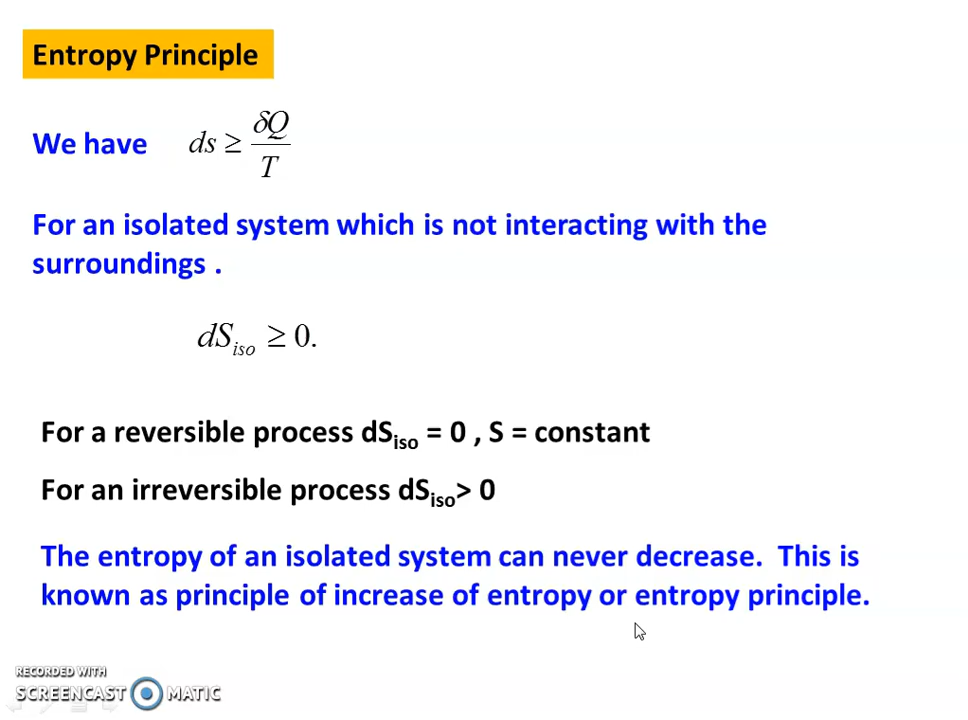 Entropy Principle
We have ds ≥ δQ/T
For an isolated system which is not interacting with the
surroundings .
dS_iso ≥ 0.
For a reversible process dS_iso = 0 , S = constant
For an irreversible process dS_iso> 0
The entropy of an isolated system can never decrease. This is
known as principle of increase of entropy or entropy principle.
RECORDED WITH
SCREENCAST MATIC